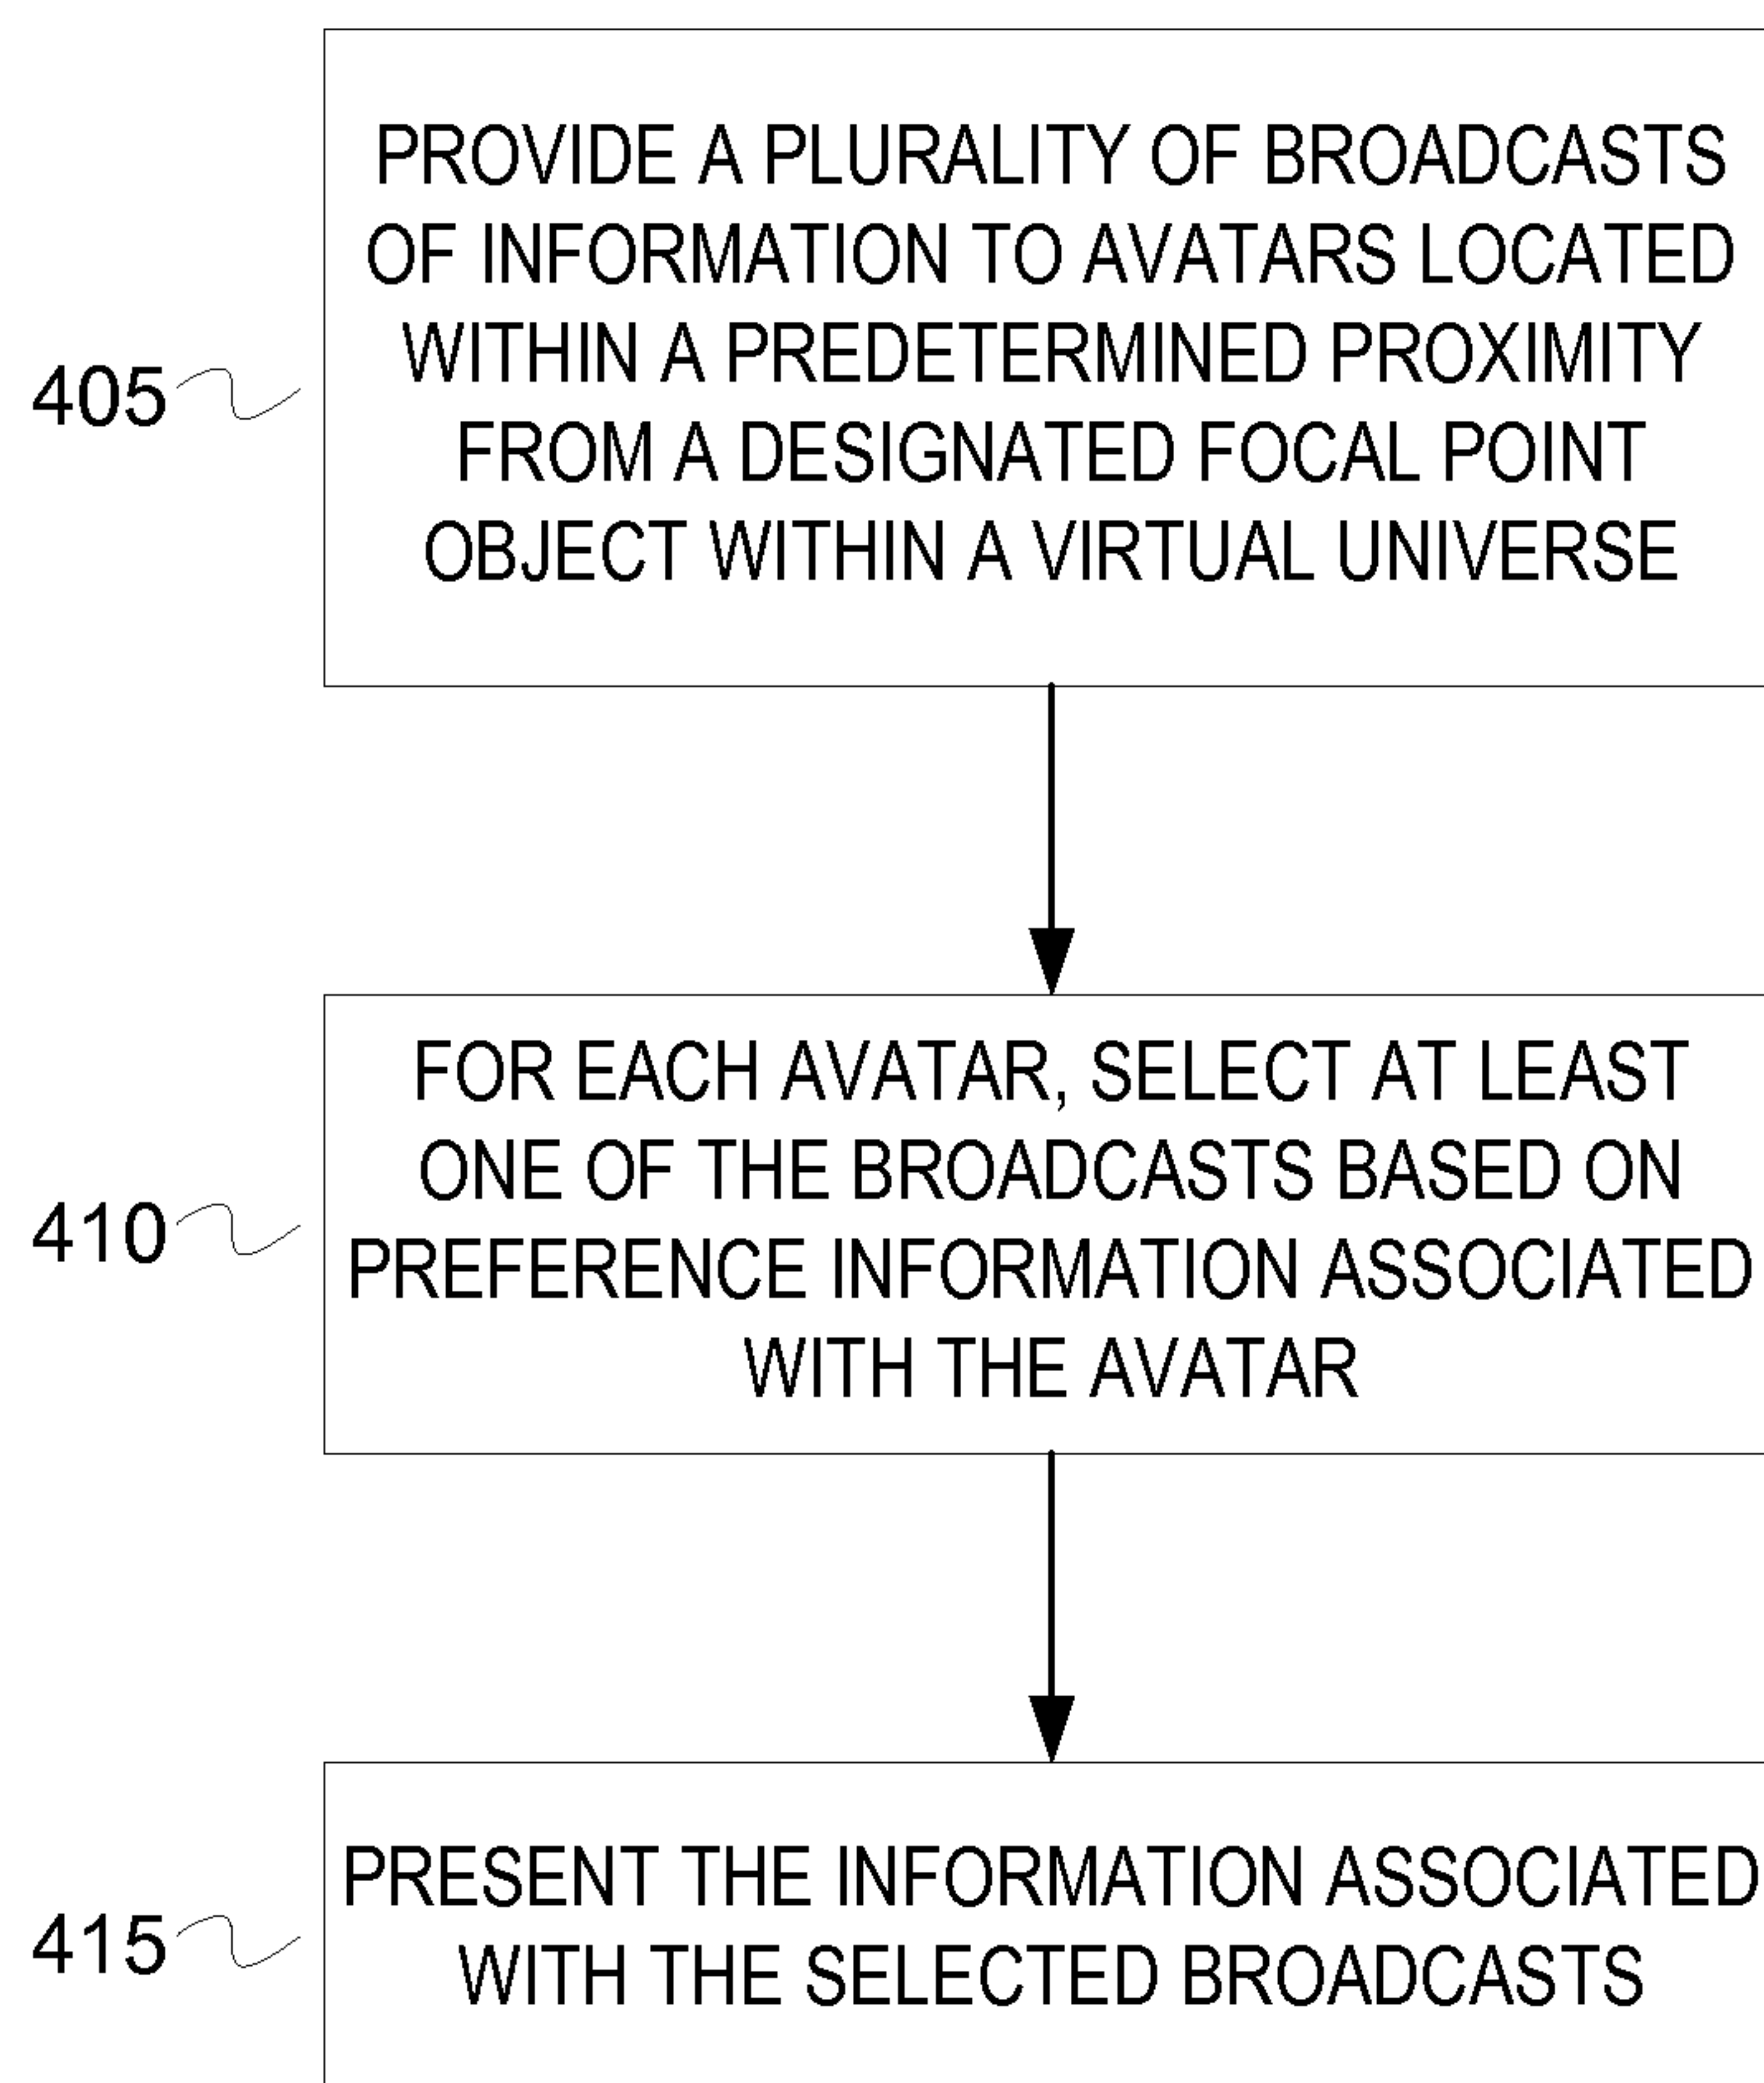 PROVIDE A PLURALITY OF BROADCASTS
OF INFORMATION TO AVATARS LOCATED
WITHIN A PREDETERMINED PROXIMITY
405
FROM A DESIGNATED FOCAL POINT
OBJECT WITHIN A VIRTUAL UNIVERSE
FOR EACH AVATAR, SELECT AT LEAST
ONE OF THE BROADCASTS BASED ON
410
PREFERENCE INFORMATION ASSOCIATED
WITH THE AVATAR
PRESENT THE INFORMATION ASSOCIATED
415
WITH THE SELECTED BROADCASTS